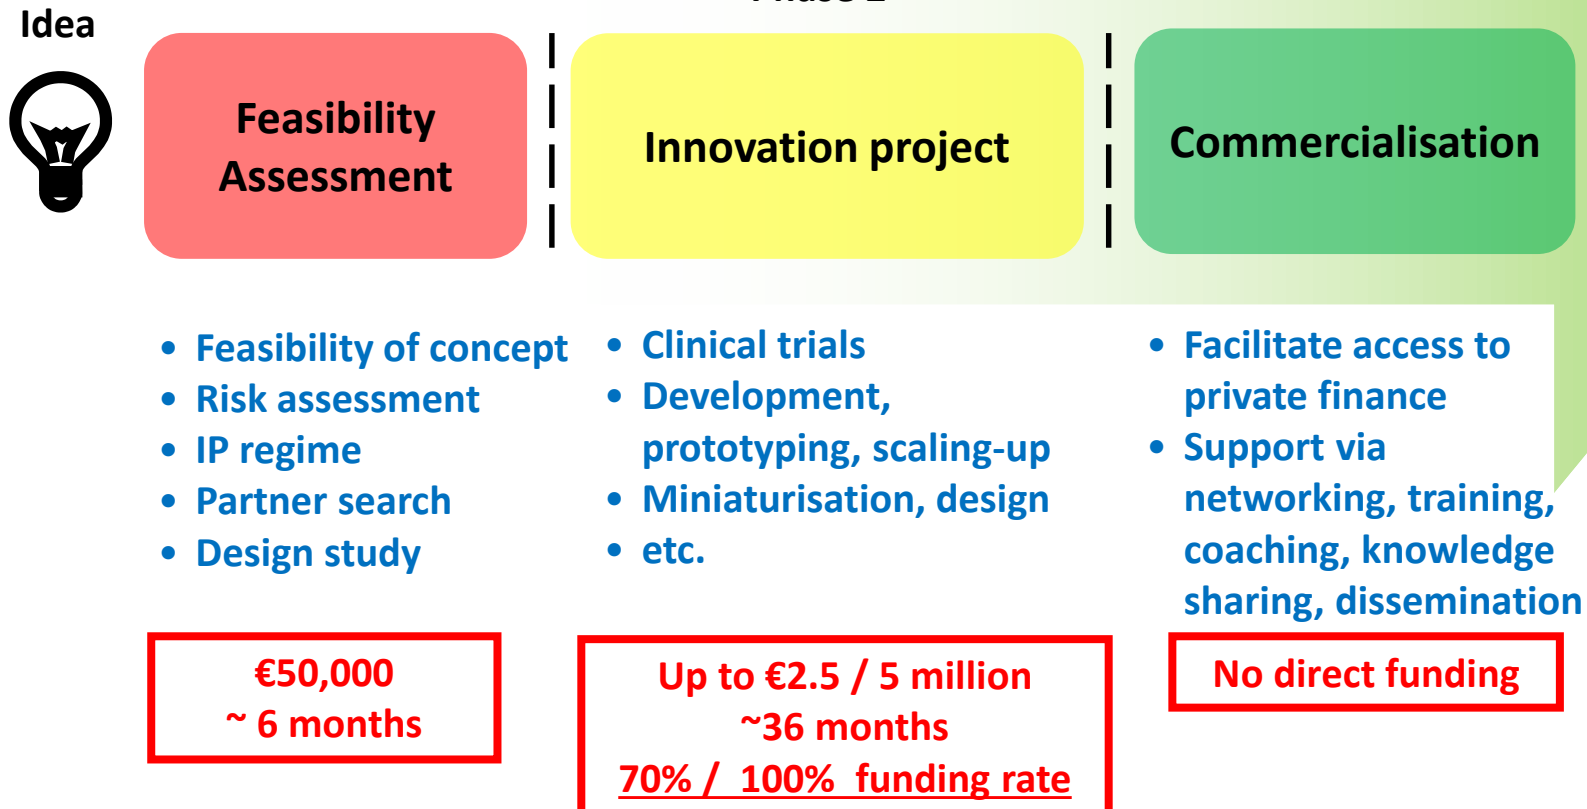 Idea
Feasibility
Assessment
Innovation project
Commercialisation
• Feasibility of concept
• Risk assessment
• IP regime
• Partner search
• Design study
• Clinical trials
• Development,
prototyping, scaling-up
• Miniaturisation, design
• etc.
• Facilitate access to
private finance
• Support via
networking, training,
coaching, knowledge
sharing, dissemination
€50,000
~ 6 months
Up to €2.5 / 5 million
~36 months
70% / 100% funding rate
No direct funding